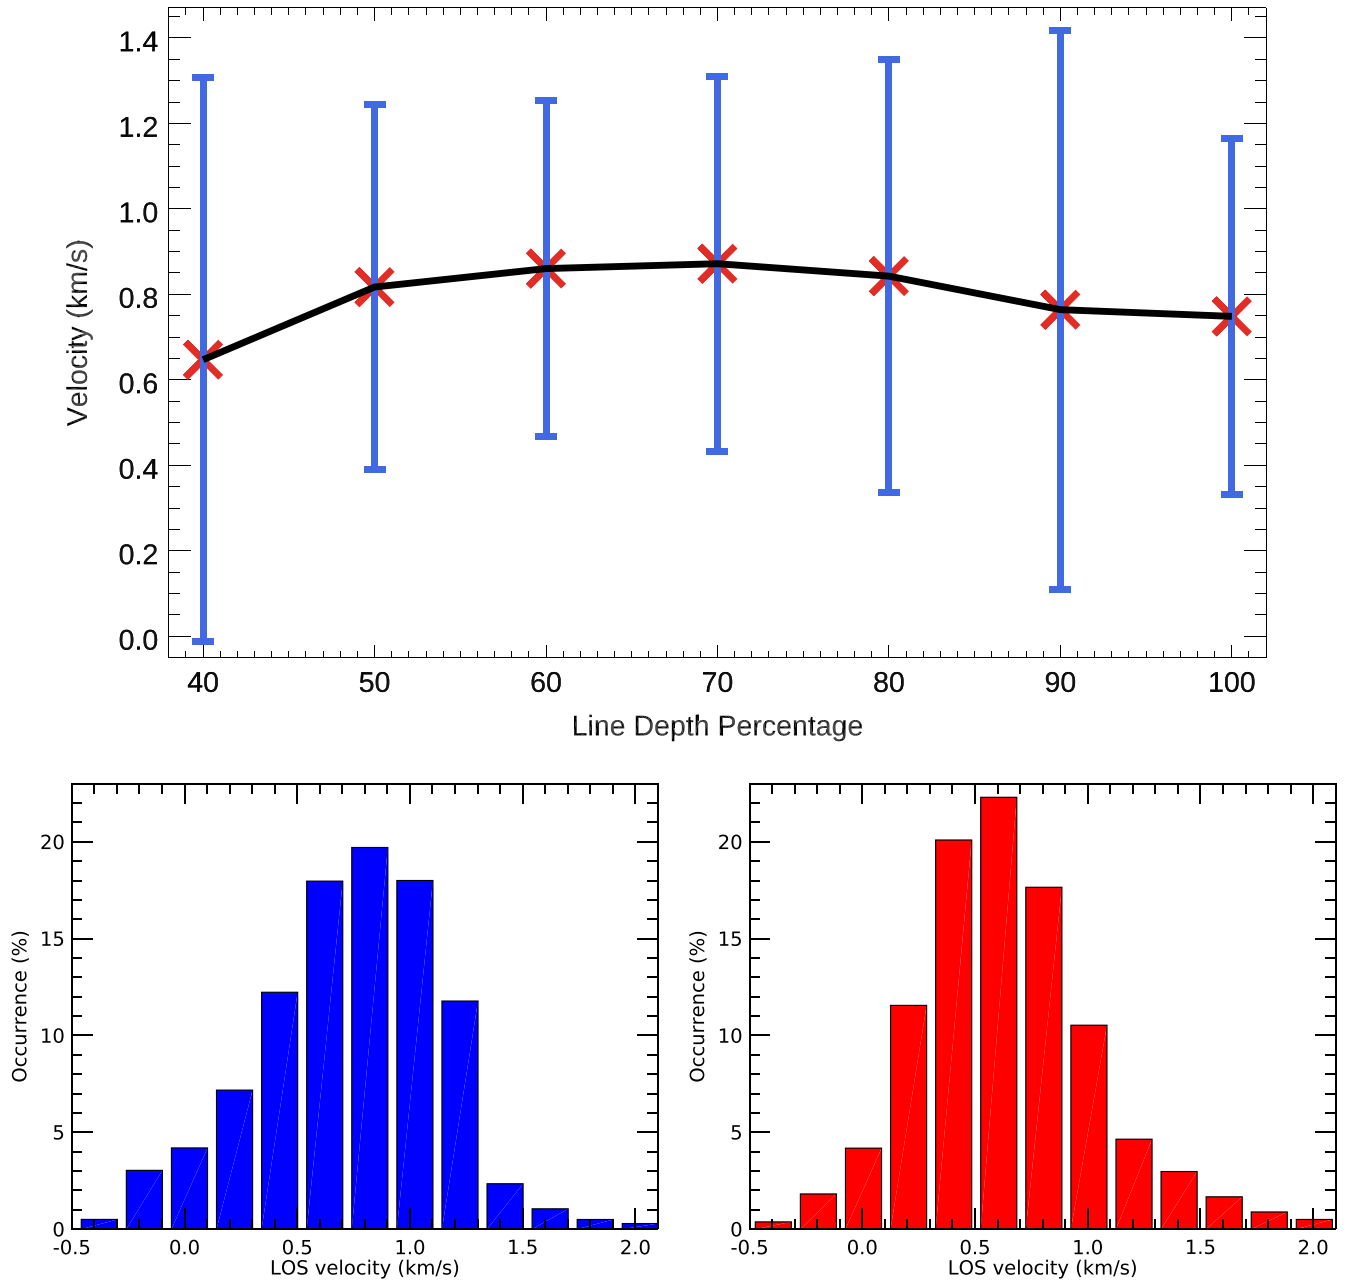 1.4
1.2
1.0
0.8
0.6
0.4
0.2
0.0
Velocity (km/s)
40 50 60 70 80 90 100
Line Depth Percentage
20
15
10
5
0
Occurrence (%)
-0.5 0.0 0.5 1.0 1.5 2.0
LOS velocity (km/s)
20
15
10
5
0
Occurrence (%)
-0.5 0.0 0.5 1.0 1.5 2.0
LOS velocity (km/s)